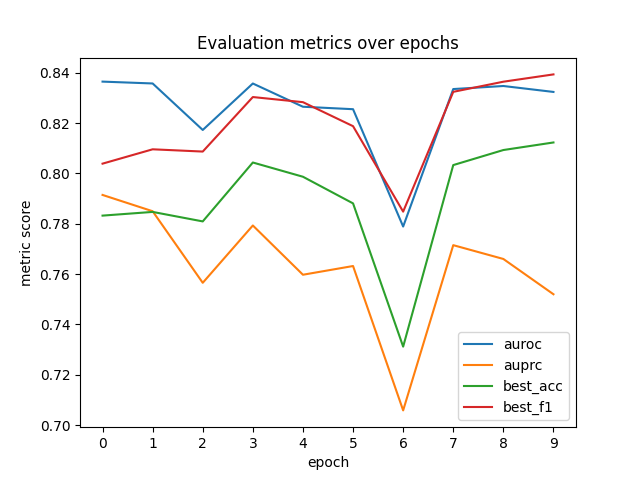 Evaluation metrics over epochs
metric score
0.84
0.82
0.80
0.78
0.76
0.74
0.72
0.70
0 1 2 3 4 5 6 7 8 9
epoch
auroc
auprc
best_acc
best_f1